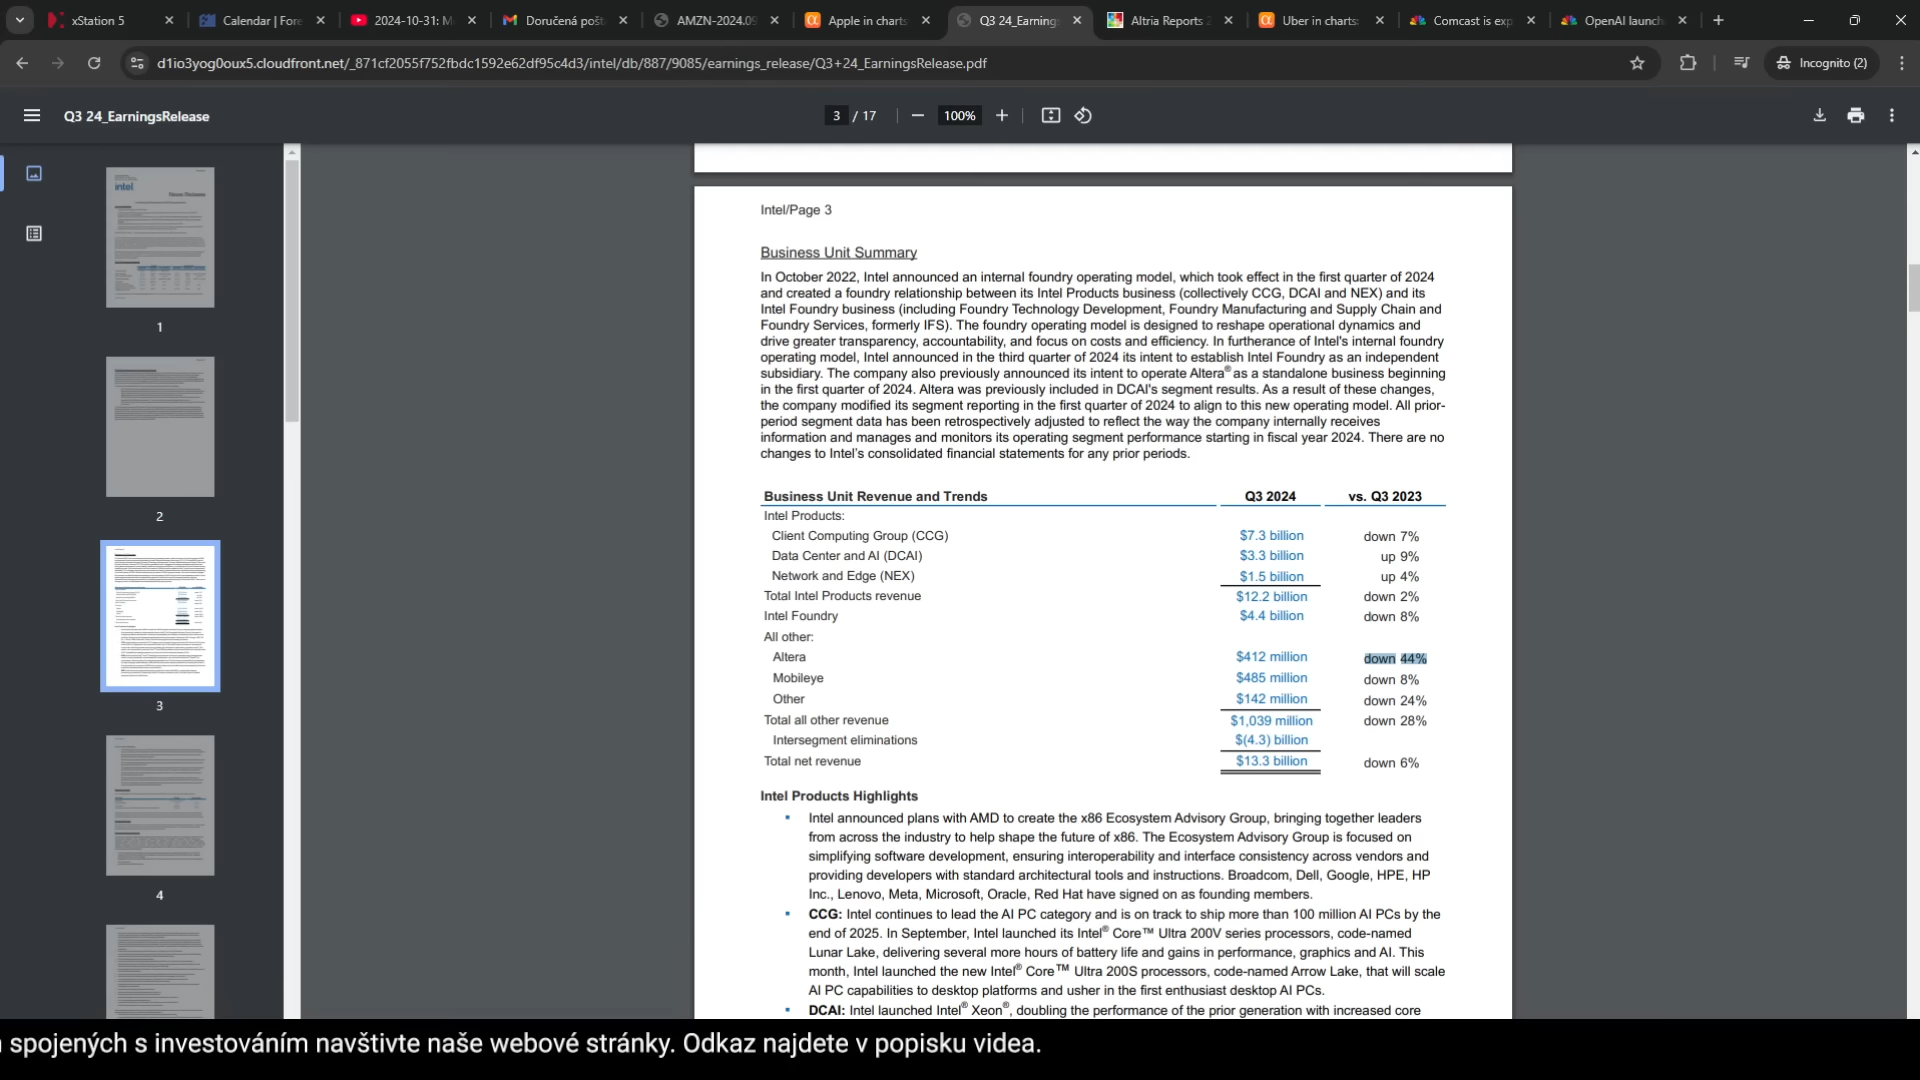 xStation 5
Calendar | Fore
2024-10-31: M
Doručená pošt
AMZN-2024.09
Apple in charts
Q3 24_Earning
Altria Reports 2
Uber in charts:
Comcast is exp
OpenAI launch
d1io3yog0oux5.cloudfront.net/_871cf2055f752fbdc1592e62df95c4d3/intel/db/887/9085/earnings_release/Q3+24_EarningsRelease.pdf
Incognito (2)
Q3 24_EarningsRelease
3 / 17
100%
intel
1
2
3
4
Intel/Page 3
Business Unit Summary
In October 2022, Intel announced an internal foundry operating model, which took effect in the first quarter of 2024
and created a foundry relationship between its Intel Products business (collectively CCG, DCAI and NEX) and its
Intel Foundry business (including Foundry Technology Development, Foundry Manufacturing and Supply Chain and
Foundry Services, formerly IFS). The foundry operating model is designed to reshape operational dynamics and
drive greater transparency, accountability, and focus on costs and efficiency. In furtherance of Intel's internal foundry
operating model, Intel announced in the third quarter of 2024 its intent to establish Intel Foundry as an independent
subsidiary. The company also previously announced its intent to operate Altera® as a standalone business beginning
in the first quarter of 2024. Altera was previously included in DCAI's segment results. As a result of these changes,
the company modified its segment reporting in the first quarter of 2024 to align to this new operating model. All prior-
period segment data has been retrospectively adjusted to reflect the way the company internally receives
information and manages and monitors its operating segment performance starting in fiscal year 2024. There are no
changes to Intel's consolidated financial statements for any prior periods.
Business Unit Revenue and Trends Q3 2024 vs. Q3 2023
Intel Products:
Client Computing Group (CCG) $7.3 billion down 7%
Data Center and AI (DCAI) $3.3 billion up 9%
Network and Edge (NEX) $1.5 billion up 4%
Total Intel Products revenue $12.2 billion down 2%
Intel Foundry $4.4 billion down 8%
All other:
Altera $412 million down 44%
Mobileye $485 million down 8%
Other $142 million down 24%
Total all other revenue $1,039 million down 28%
Intersegment eliminations $(4.3) billion
Total net revenue $13.3 billion down 6%
Intel Products Highlights
▪ Intel announced plans with AMD to create the x86 Ecosystem Advisory Group, bringing together leaders
from across the industry to help shape the future of x86. The Ecosystem Advisory Group is focused on
simplifying software development, ensuring interoperability and interface consistency across vendors and
providing developers with standard architectural tools and instructions. Broadcom, Dell, Google, HPE, HP
Inc., Lenovo, Meta, Microsoft, Oracle, Red Hat have signed on as founding members.
▪ CCG: Intel continues to lead the AI PC category and is on track to ship more than 100 million AI PCs by the
end of 2025. In September, Intel launched its Intel® Core™ Ultra 200V series processors, code-named
Lunar Lake, delivering several more hours of battery life and gains in performance, graphics and AI. This
month, Intel launched the new Intel® Core™ Ultra 200S processors, code-named Arrow Lake, that will scale
AI PC capabilities to desktop platforms and usher in the first enthusiast desktop AI PCs.
▪ DCAI: Intel launched Intel® Xeon®, doubling the performance of the prior generation with increased core
spojených s investováním navštivte naše webové stránky. Odkaz najdete v popisku videa.